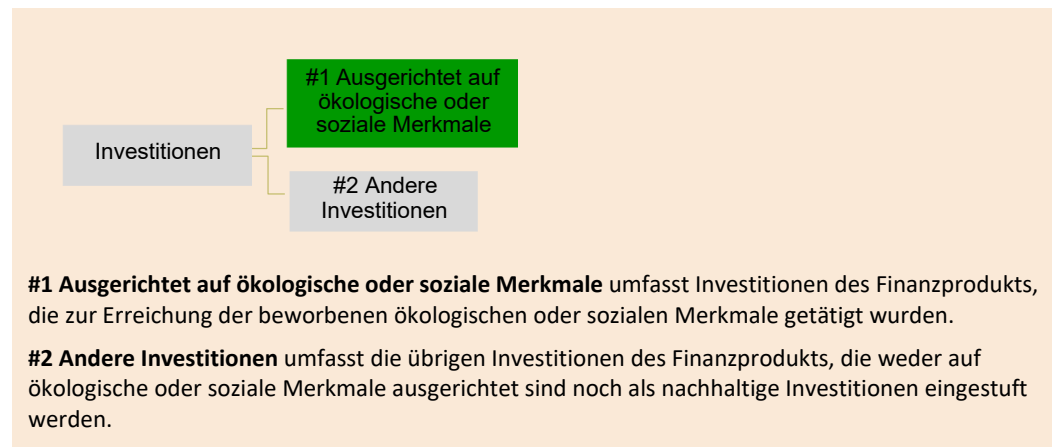 #1 Ausgerichtet auf
ökologische oder
soziale Merkmale
Investitionen
#2 Andere
Investitionen
#1 Ausgerichtet auf ökologische oder soziale Merkmale umfasst Investitionen des Finanzprodukts,
die zur Erreichung der beworbenen ökologischen oder sozialen Merkmale getätigt wurden.
#2 Andere Investitionen umfasst die übrigen Investitionen des Finanzprodukts, die weder auf
ökologische oder soziale Merkmale ausgerichtet sind noch als nachhaltige Investitionen eingestuft
werden.